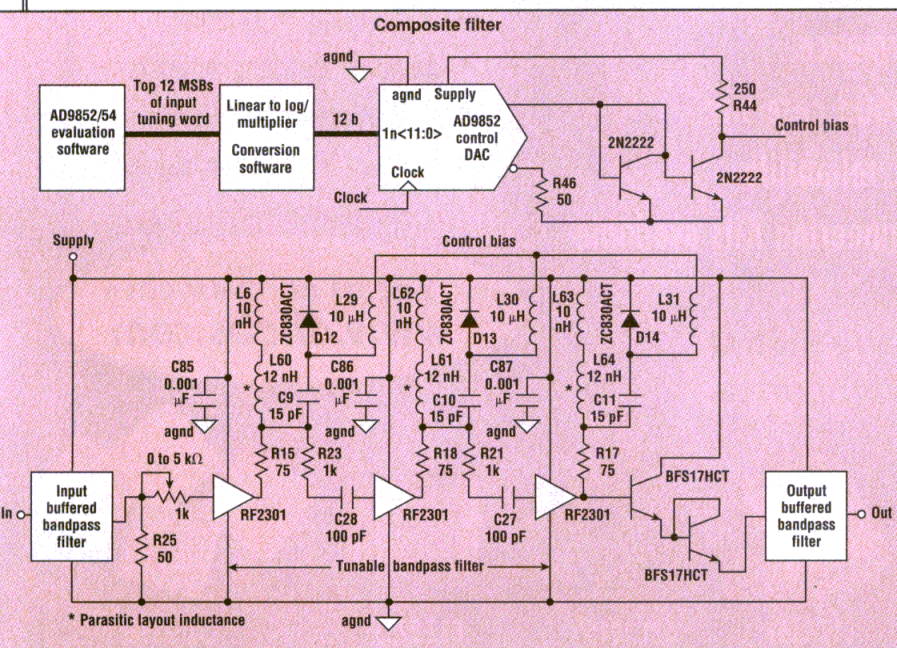 Composite filter
agnd
AD9852/54
evaluation
software
Top 12 MSBs
of input
tuning word
Linear to log/
multiplier
Conversion
software
12 b
agnd Supply
1n<11:0>
AD9852
control
DAC
Clock
Clock
R46
50
2N2222
2N2222
250
R44
Control bias
Supply
Control bias
L6
10
nH
ZC830ACT
D12
L29
10 µH
L62
10
nH
ZC830ACT
D13
L30
10 µH
L63
10
nH
ZC830ACT
D14
L31
10 µH
C85
0.001
µF
agnd
L60
12 nH
*
C9
15 pF
C86
0.001
µF
agnd
L61
12 nH
*
C10
15 pF
C87
0.001
µF
agnd
L64
12 nH
*
C11
15 pF
R15
75
R23
1k
R18
75
R21
1k
R17
75
0 to 5 kΩ
1k
In
Input
buffered
bandpass
filter
R25
50
RF2301
C28
100 pF
RF2301
C27
100 pF
RF2301
BFS17HCT
BFS17HCT
Output
buffered
bandpass
filter
Out
Tunable bandpass filter
* Parasitic layout inductance
agnd